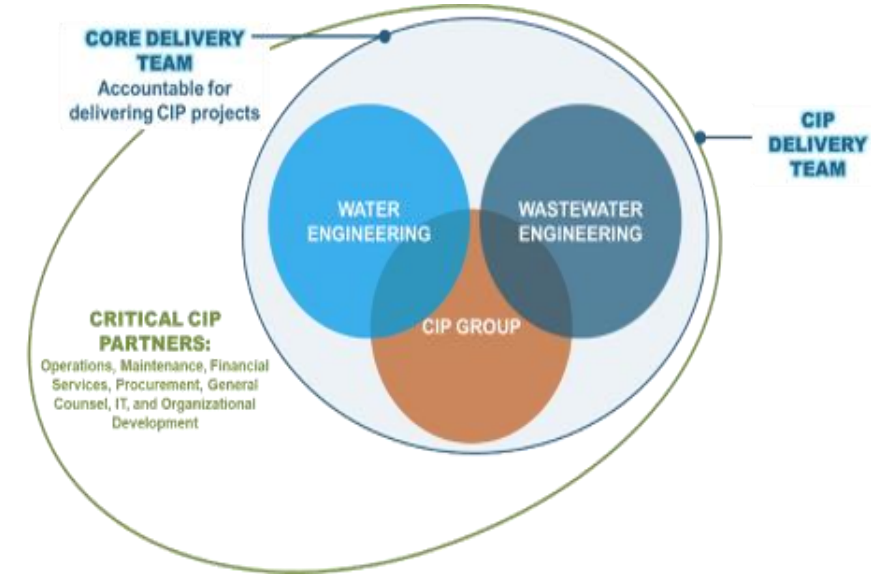 CORE DELIVERY
TEAM
Accountable for
delivering CIP projects
CIP
DELIVERY
TEAM
WATER
ENGINEERING
WASTEWATER
ENGINEERING
CIP GROUP
CRITICAL CIP
PARTNERS:
Operations, Maintenance, Financial
Services, Procurement, General
Counsel, IT, and Organizational
Development